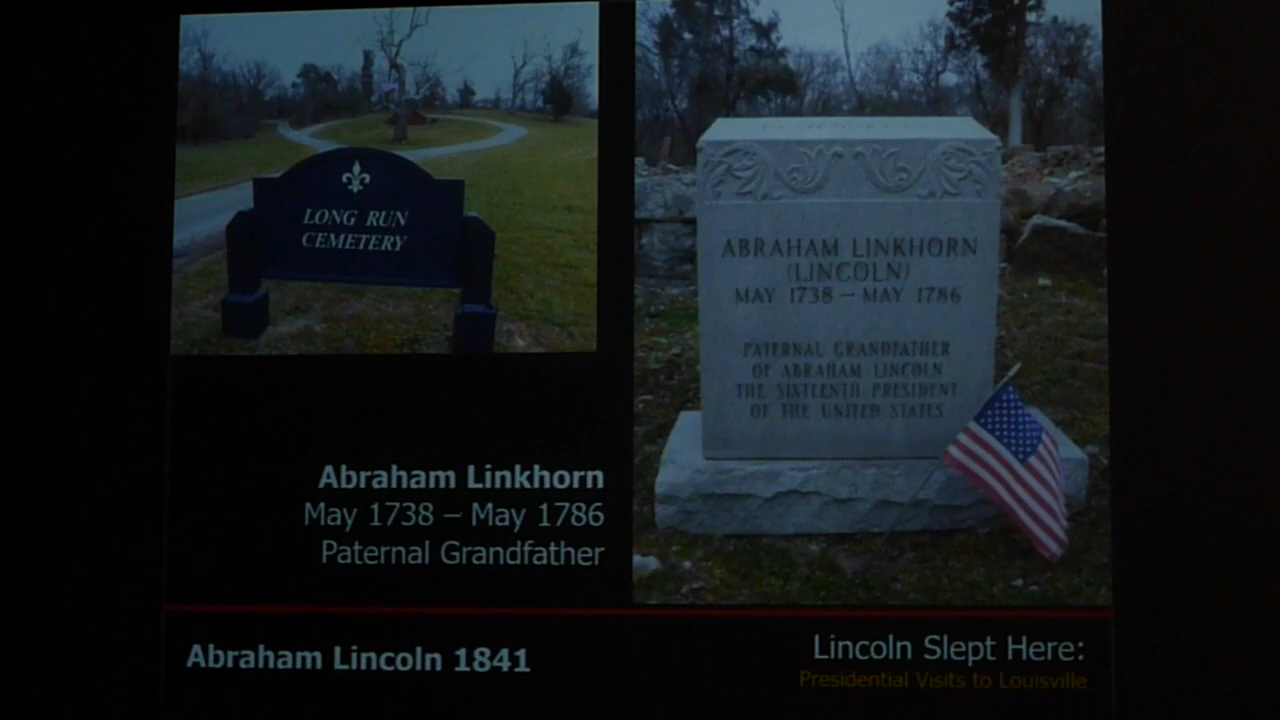 LONG RUN
CEMETERY
ABRAHAM LINKHORN
(LINCOLN)
MAY 1738 – MAY 1786
PATERNAL GRANDFATHER
OF ABRAHAM LINCOLN
THE SIXTEENTH PRESIDENT
OF THE UNITED STATES
Abraham Linkhorn
May 1738 – May 1786
Paternal Grandfather
Abraham Lincoln 1841
Lincoln Slept Here:
Presidential Visits to Louisville